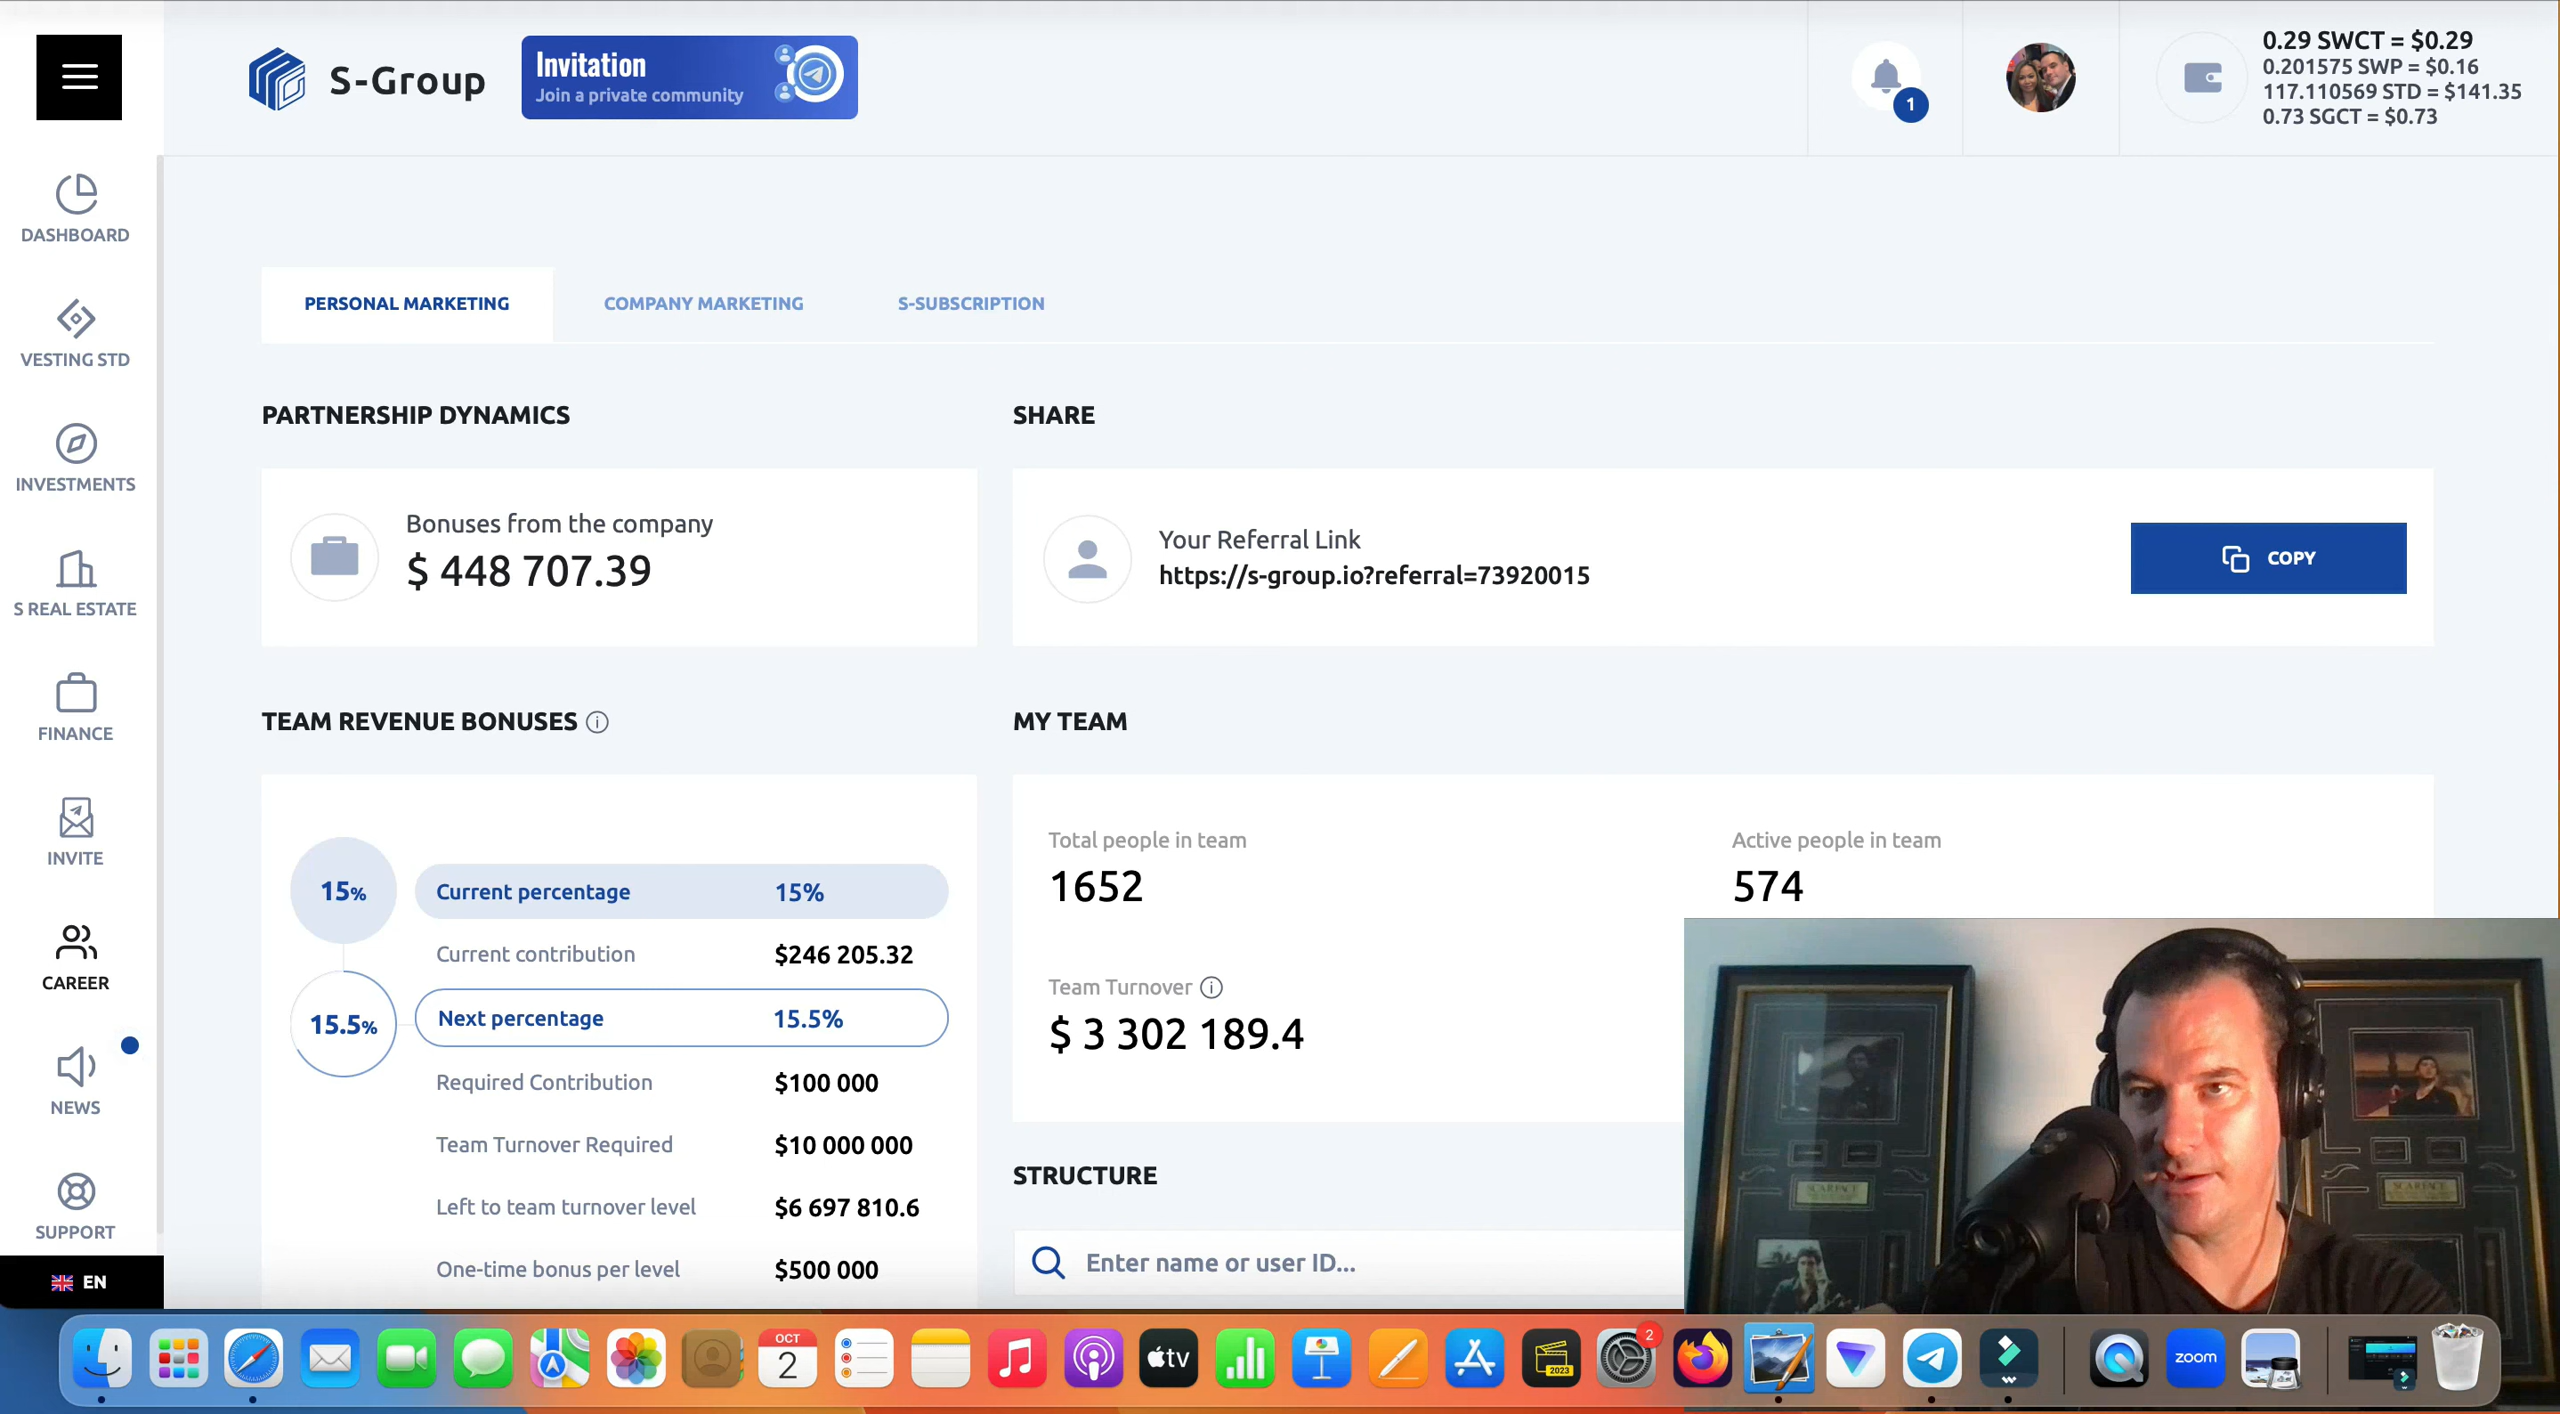 S-Group
Invitation
Join a private community
1
0.29 SWCT = $0.29
0.201575 SWP = $0.16
117.110569 STD = $141.35
0.73 SGCT = $0.73
DASHBOARD
VESTING STD
INVESTMENTS
S REAL ESTATE
FINANCE
INVITE
CAREER
NEWS
SUPPORT
EN
PERSONAL MARKETING
COMPANY MARKETING
S-SUBSCRIPTION
PARTNERSHIP DYNAMICS
Bonuses from the company
$ 448 707.39
SHARE
Your Referral Link
https://s-group.io?referral=73920015
COPY
TEAM REVENUE BONUSES
15%
Current percentage 15%
Current contribution $246 205.32
15.5%
Next percentage 15.5%
Required Contribution $100 000
Team Turnover Required $10 000 000
Left to team turnover level $6 697 810.6
One-time bonus per level $500 000
MY TEAM
Total people in team
1652
Active people in team
574
Team Turnover
$ 3 302 189.4
STRUCTURE
Enter name or user ID...
SCARFACE
SCARFACE
OCT
2
tv
2023
2
zoom